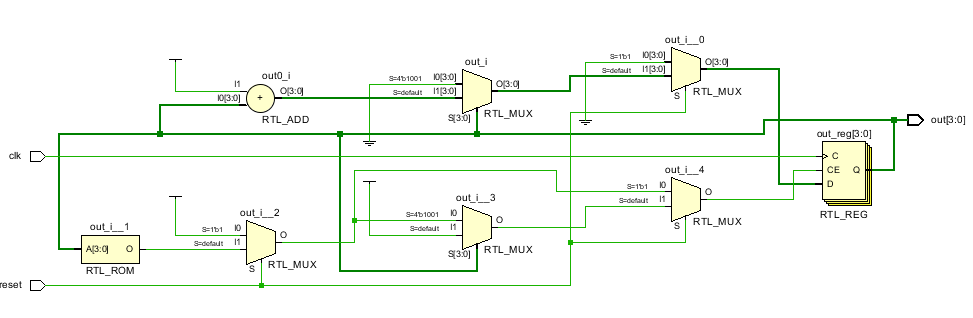 out_i__0
S=1'b1 I0[3:0]
S=default I1[3:0]
O[3:0]
S
RTL_MUX
out_i
S=4'b1001 I0[3:0]
S=default I1[3:0]
O[3:0]
S[3:0]
RTL_MUX
out0_i
I1
I0[3:0]
+
O[3:0]
RTL_ADD
out[3:0]
out_reg[3:0]
C
CE
D
Q
RTL_REG
clk
out_i__4
S=1'b1 I0
S=default I1
O
S
RTL_MUX
out_i__3
S=4'b1001 I0
S=default I1
O
S[3:0]
RTL_MUX
out_i__2
S=1'b1 I0
S=default I1
O
S
RTL_MUX
out_i__1
A[3:0] O
RTL_ROM
reset